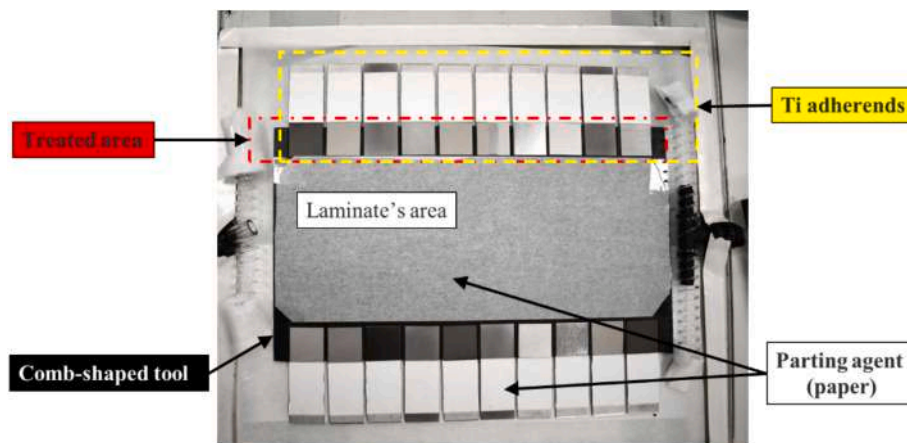 Treated area
Ti adherends
Laminate's area
Comb-shaped tool
Parting agent
(paper)